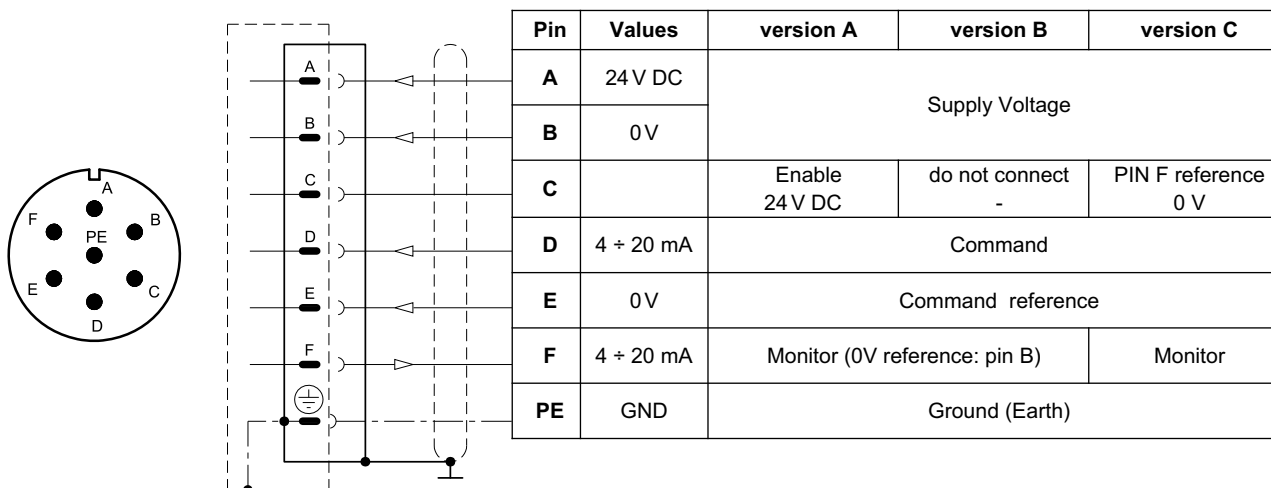 A
B
C
D
E
F
PE
A
B
C
D
E
F
Pin Values version A version B version C
A 24 V DC Supply Voltage
B 0 V
C Enable 24 V DC do not connect - PIN F reference 0 V
D 4 ÷ 20 mA Command
E 0 V Command reference
F 4 ÷ 20 mA Monitor (0V reference: pin B) Monitor
PE GND Ground (Earth)